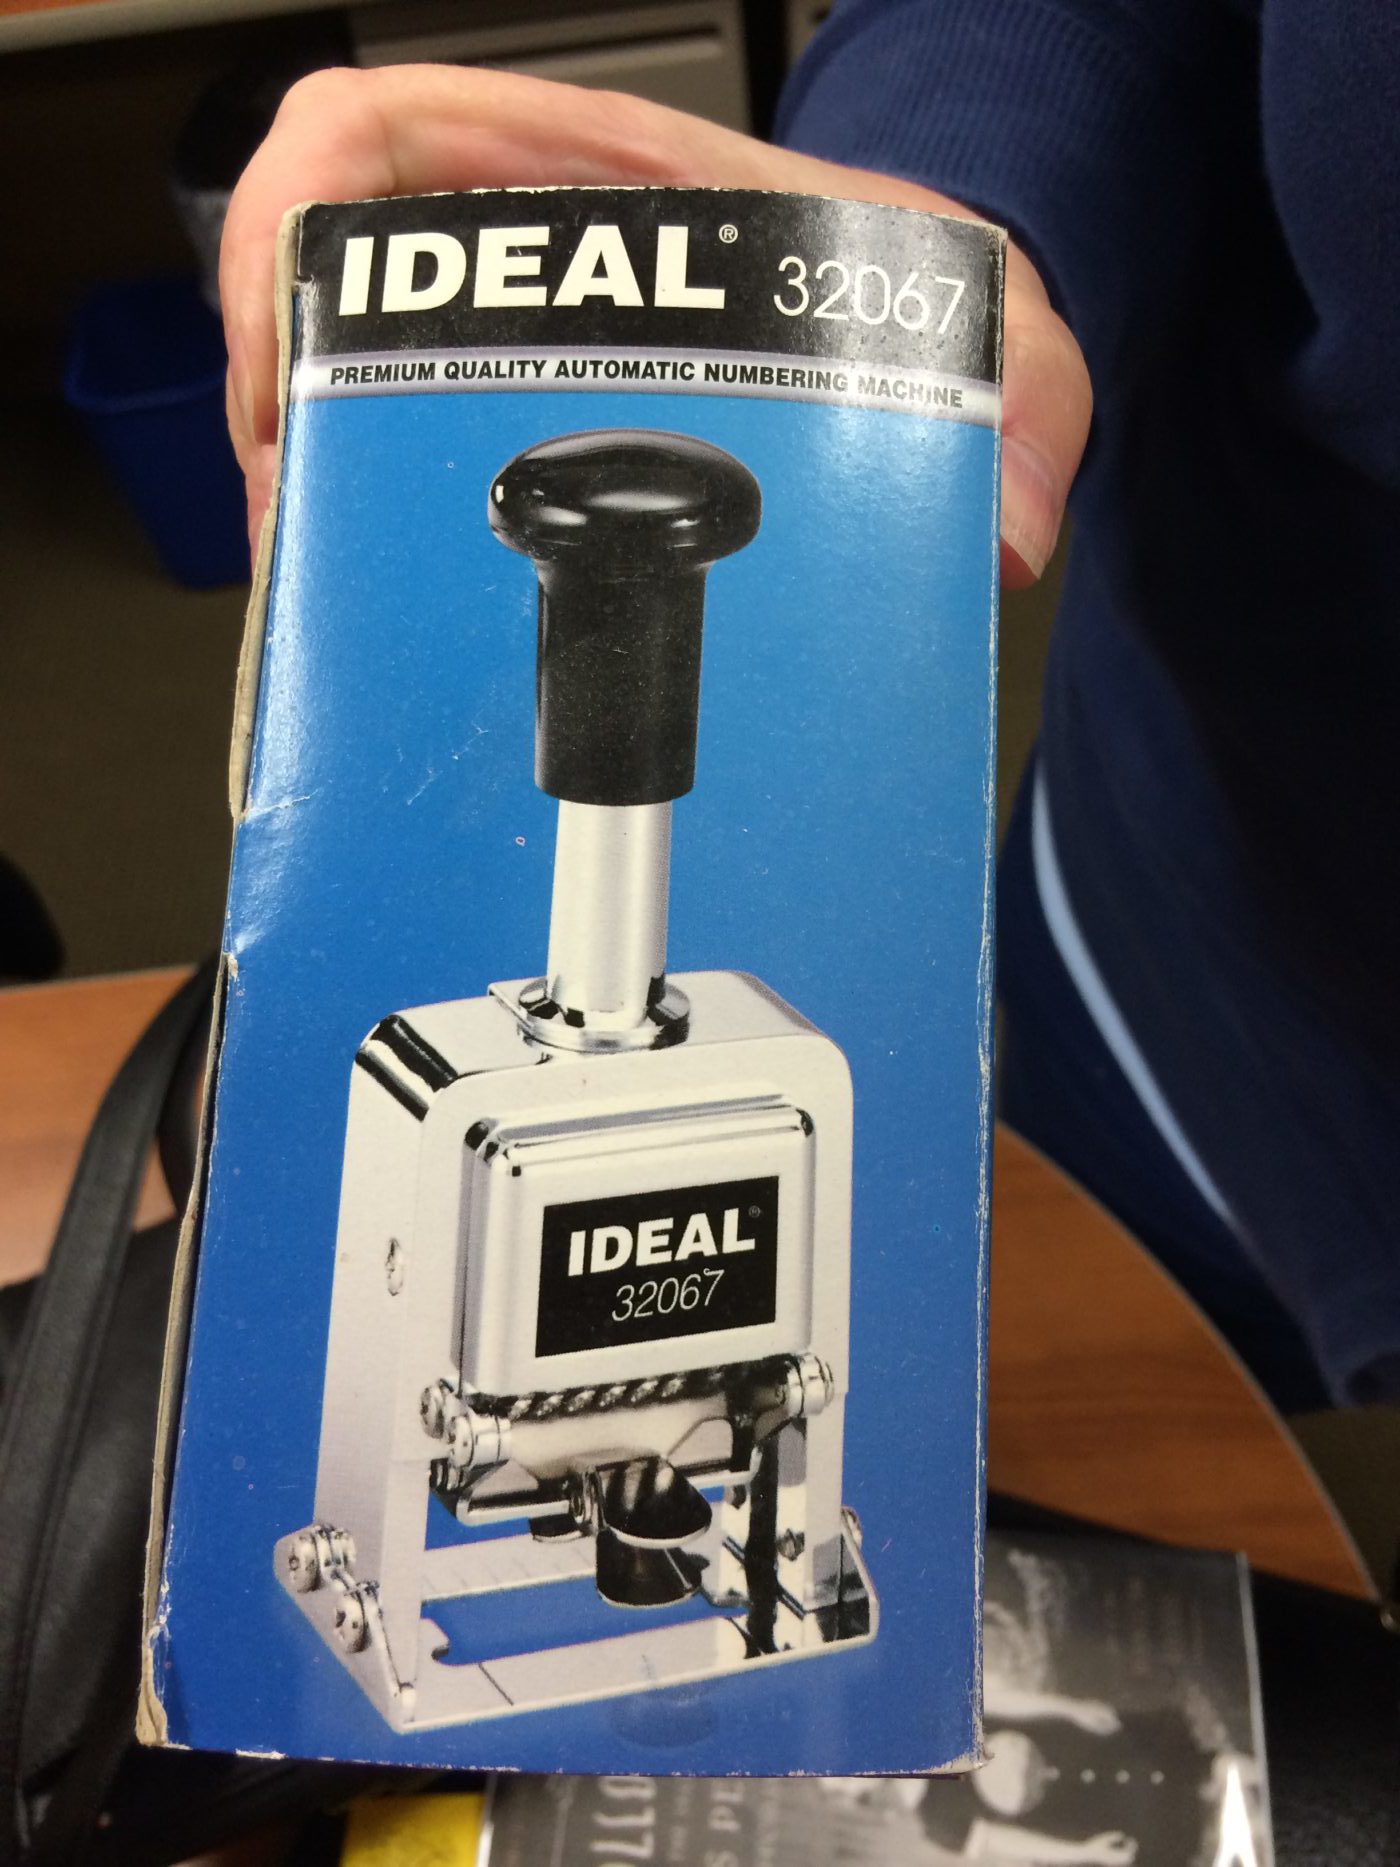 IDEAL® 32067
PREMIUM QUALITY AUTOMATIC NUMBERING MACHINE
IDEAL®
32067